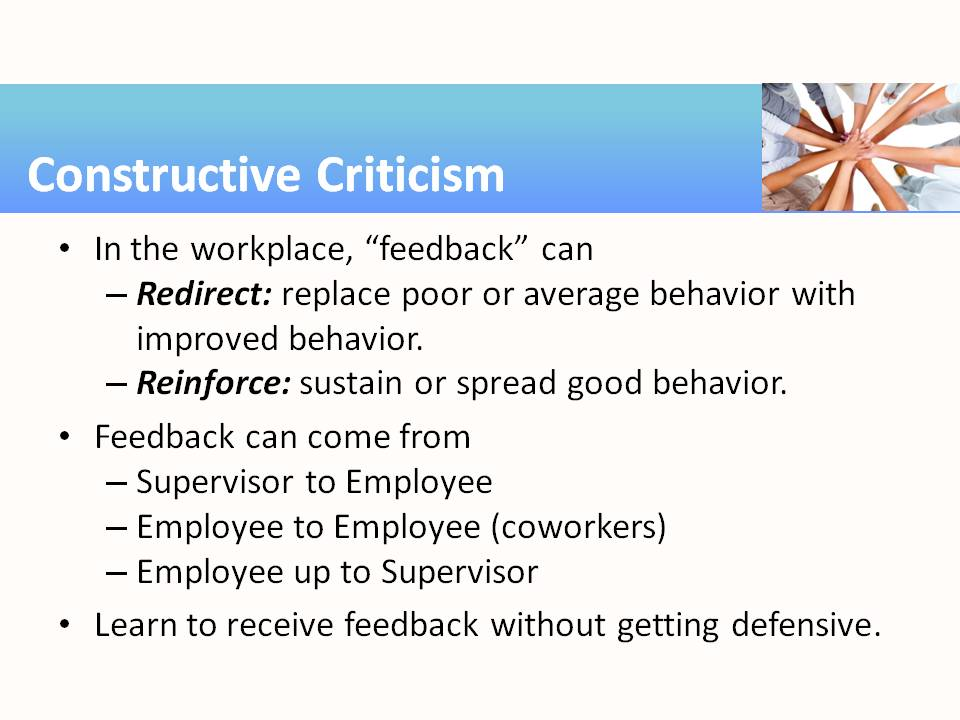 Constructive Criticism
• In the workplace, “feedback” can
– Redirect: replace poor or average behavior with
improved behavior.
– Reinforce: sustain or spread good behavior.
• Feedback can come from
– Supervisor to Employee
– Employee to Employee (coworkers)
– Employee up to Supervisor
• Learn to receive feedback without getting defensive.